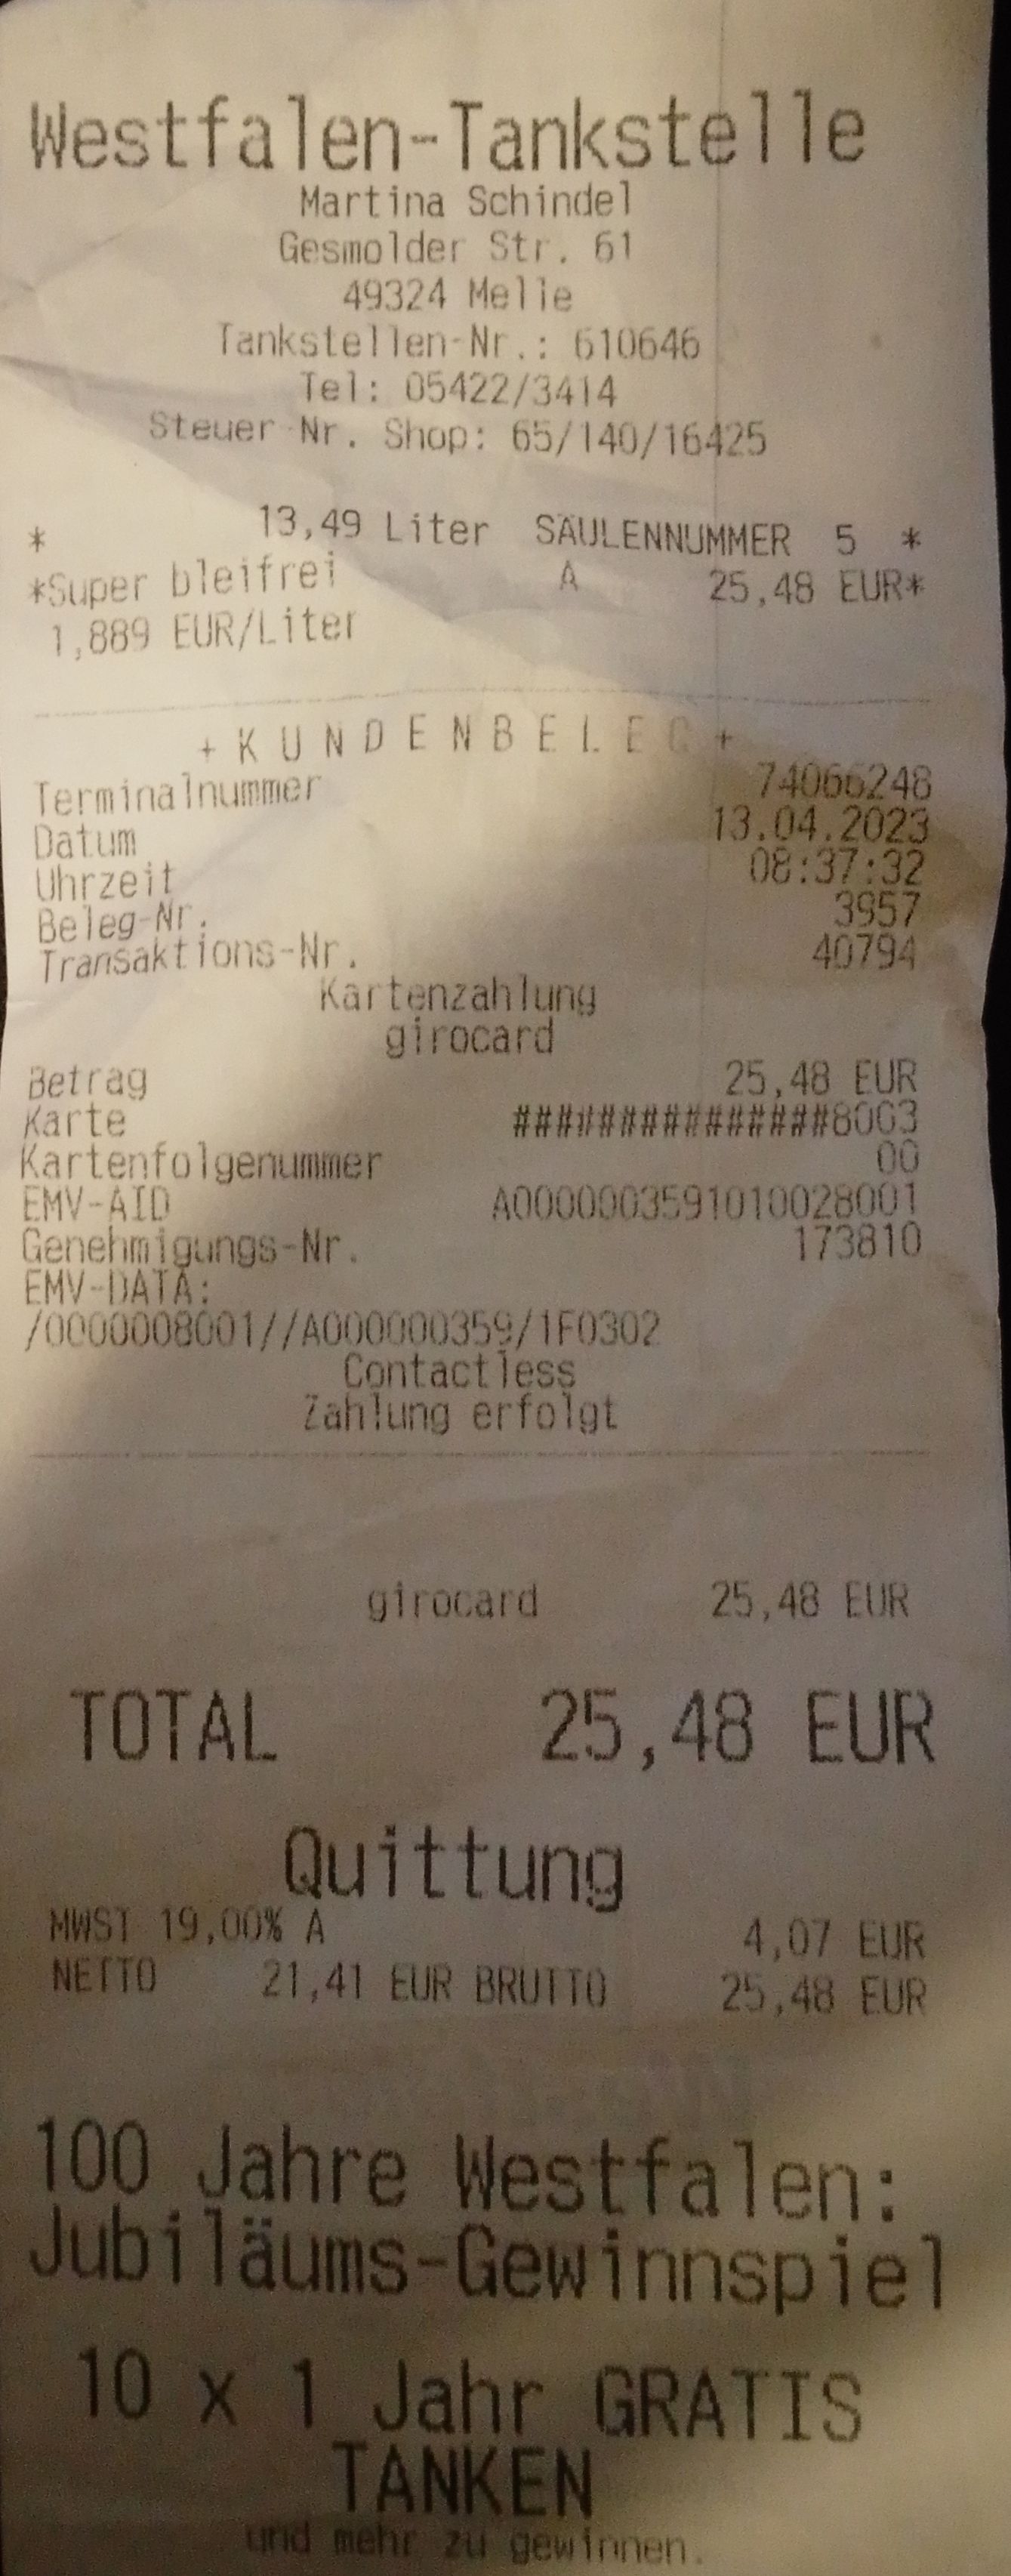 Westfalen-Tankstelle
Martina Schindel
Gesmolder Str. 61
49324 Melle
Tankstellen-Nr.: 610646
Tel: 05422/3414
Steuer Nr. Shop: 65/140/16425
* 13,49 Liter SÄULENNUMMER 5 *
*Super bleifrei A 25,48 EUR*
1,889 EUR/Liter
+ K U N D E N B E L E G +
Terminalnummer 74066248
Datum 13.04.2023
Uhrzeit 08:37:32
Beleg-Nr. 3957
Transaktions-Nr. 40794
Kartenzahlung
girocard
Betrag 25,48 EUR
Karte ###############8003
Kartenfolgenummer 00
EMV-AID A0000003591010028001
Genehmigungs-Nr. 173810
EMV-DATA:
/0000008001//A000000359/1F0302
Contactless
Zahlung erfolgt
girocard 25,48 EUR
TOTAL 25,48 EUR
Quittung
MWST 19,00% A 4,07 EUR
NETTO 21,41 EUR BRUTTO 25,48 EUR
100 Jahre Westfalen:
Jubiläums-Gewinnspiel
10 x 1 Jahr GRATIS
TANKEN
und mehr zu gewinnen.